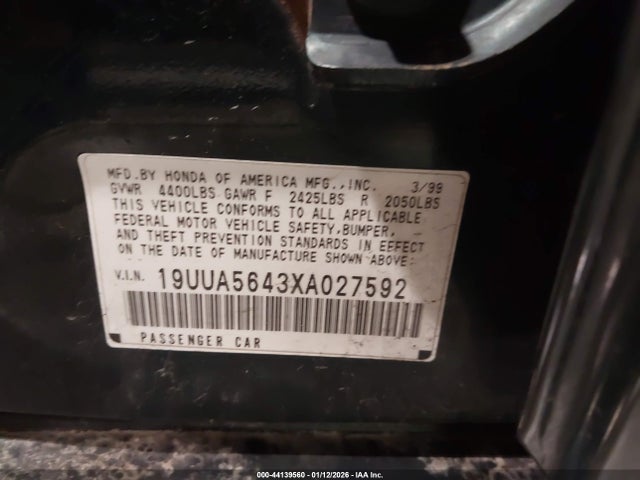 MFD.BY HONDA OF AMERICA MFG.,INC. 3/99
GVWR 4400LBS GAWR F 2425LBS R 2050LBS
THIS VEHICLE CONFORMS TO ALL APPLICABLE
FEDERAL MOTOR VEHICLE SAFETY,BUMPER,
AND THEFT PREVENTION STANDARDS IN EFFECT
ON THE DATE OF MANUFACTURE SHOWN ABOVE:
V.I.N. 19UUA5643XA027592
PASSENGER CAR
000-44139560 - 01/12/2026 - IAA Inc.